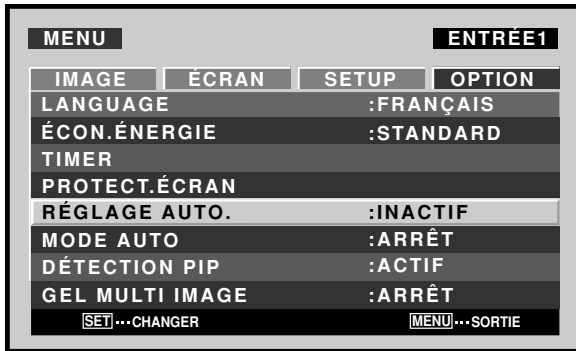 MENU ENTRÉE1
IMAGE ÉCRAN SETUP OPTION
LANGUAGE :FRANÇAIS
ÉCON.ÉNERGIE :STANDARD
TIMER
PROTECT.ÉCRAN
RÉGLAGE AUTO. :INACTIF
MODE AUTO :ARRÊT
DÉTECTION PIP :ACTIF
GEL MULTI IMAGE :ARRÊT
SET···CHANGER MENU···SORTIE